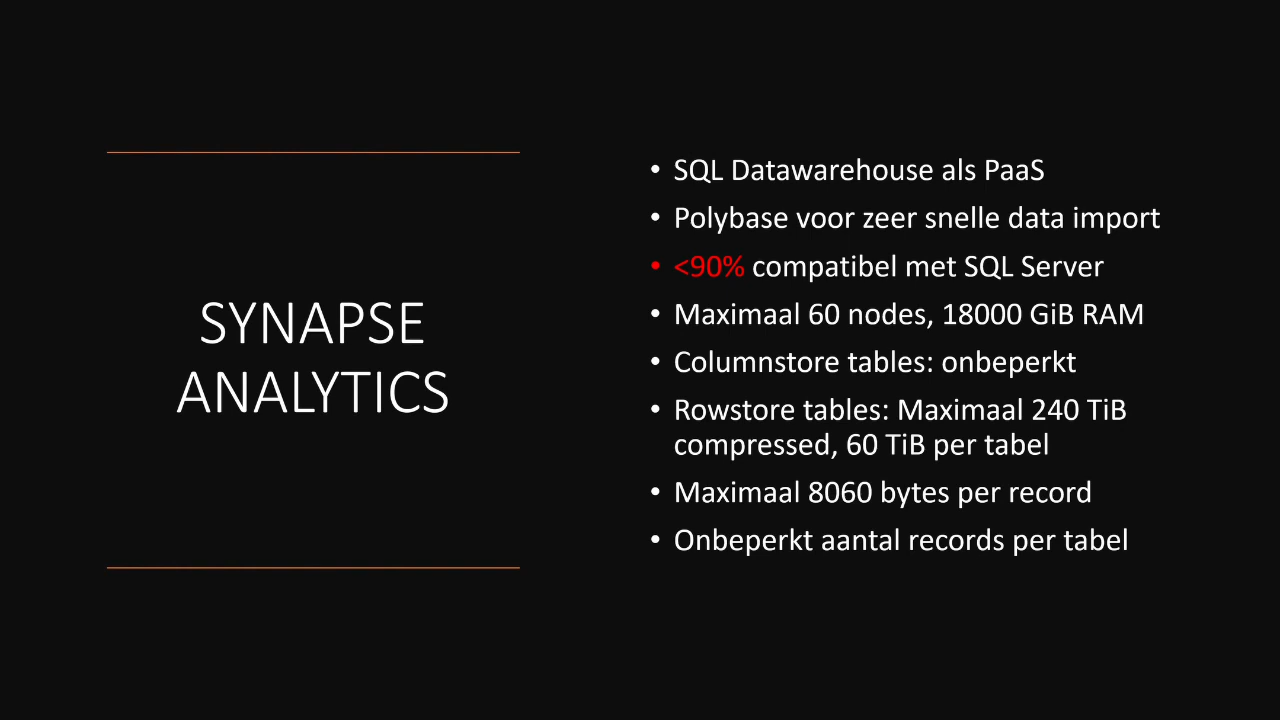 SYNAPSE
ANALYTICS
• SQL Datawarehouse als PaaS
• Polybase voor zeer snelle data import
• <90% compatibel met SQL Server
• Maximaal 60 nodes, 18000 GiB RAM
• Columnstore tables: onbeperkt
• Rowstore tables: Maximaal 240 TiB
compressed, 60 TiB per tabel
• Maximaal 8060 bytes per record
• Onbeperkt aantal records per tabel